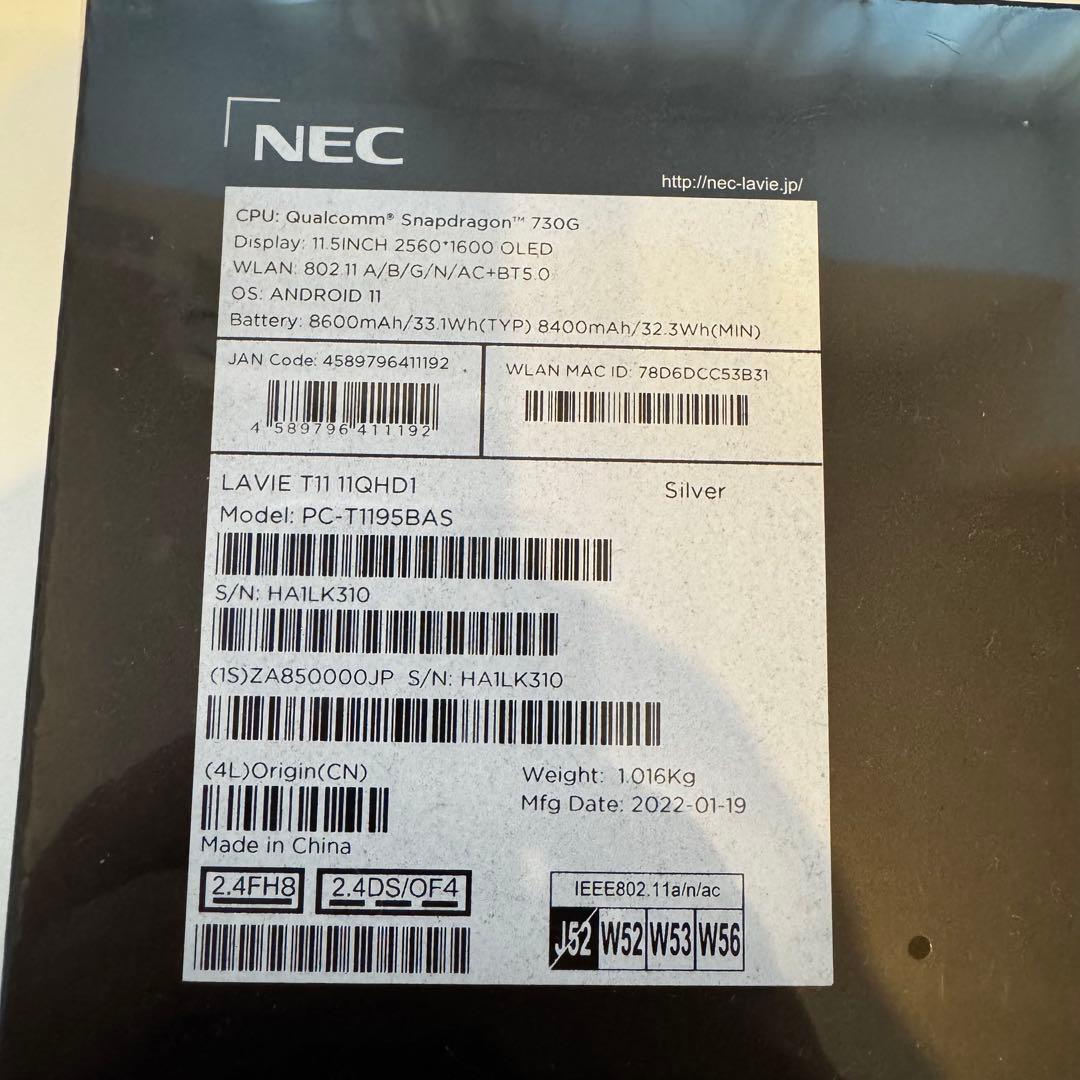 NEC
http://nec-lavie.jp/
CPU: Qualcomm® Snapdragon™ 730G
Display: 11.5INCH 2560*1600 OLED
WLAN: 802.11 A/B/G/N/AC+BT5.0
OS: ANDROID 11
Battery: 8600mAh/33.1Wh(TYP) 8400mAh/32.3Wh(MIN)
JAN Code: 4589796411192
4 589796 411192
WLAN MAC ID: 78D6DCC53B31
LAVIE T11 11QHD1
Silver
Model: PC-T1195BAS
S/N: HA1LK310
(1S)ZA850000JP S/N: HA1LK310
(4L)Origin(CN)
Weight: 1.016Kg
Mfg Date: 2022-01-19
Made in China
2.4FH8
2.4DS/OF4
IEEE802.11a/n/ac
J52 W52 W53 W56